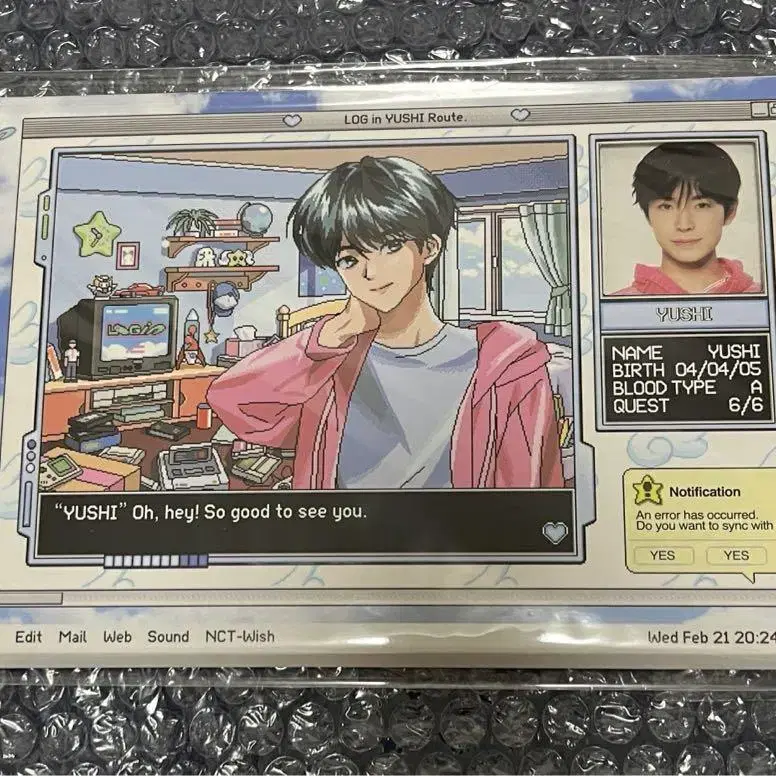 LOG in YUSHI Route.
LOGin
YUSHI
NAME YUSHI
BIRTH 04/04/05
BLOOD TYPE A
QUEST 6/6
"YUSHI" Oh, hey! So good to see you.
Notification
An error has occurred.
Do you want to sync with
YES YES
Edit Mail Web Sound NCT-Wish
Wed Feb 21 20:24